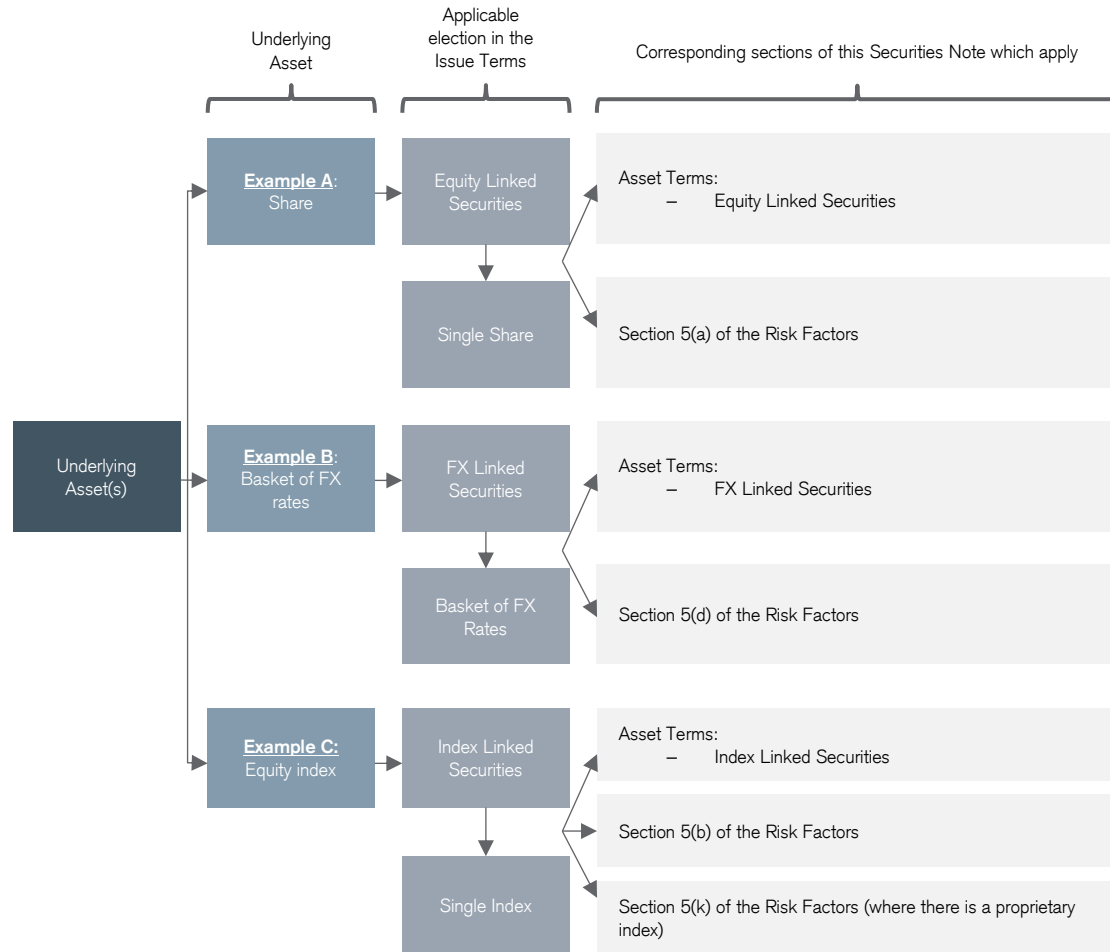 Underlying
Asset
Applicable
election in the
Issue Terms
Corresponding sections of this Securities Note which apply
Underlying
Asset(s)
Example A:
Share
Equity Linked
Securities
Single Share
Asset Terms:
– Equity Linked Securities
Section 5(a) of the Risk Factors
Example B:
Basket of FX
rates
FX Linked
Securities
Basket of FX
Rates
Asset Terms:
– FX Linked Securities
Section 5(d) of the Risk Factors
Example C:
Equity index
Index Linked
Securities
Single Index
Asset Terms:
– Index Linked Securities
Section 5(b) of the Risk Factors
Section 5(k) of the Risk Factors (where there is a proprietary
index)